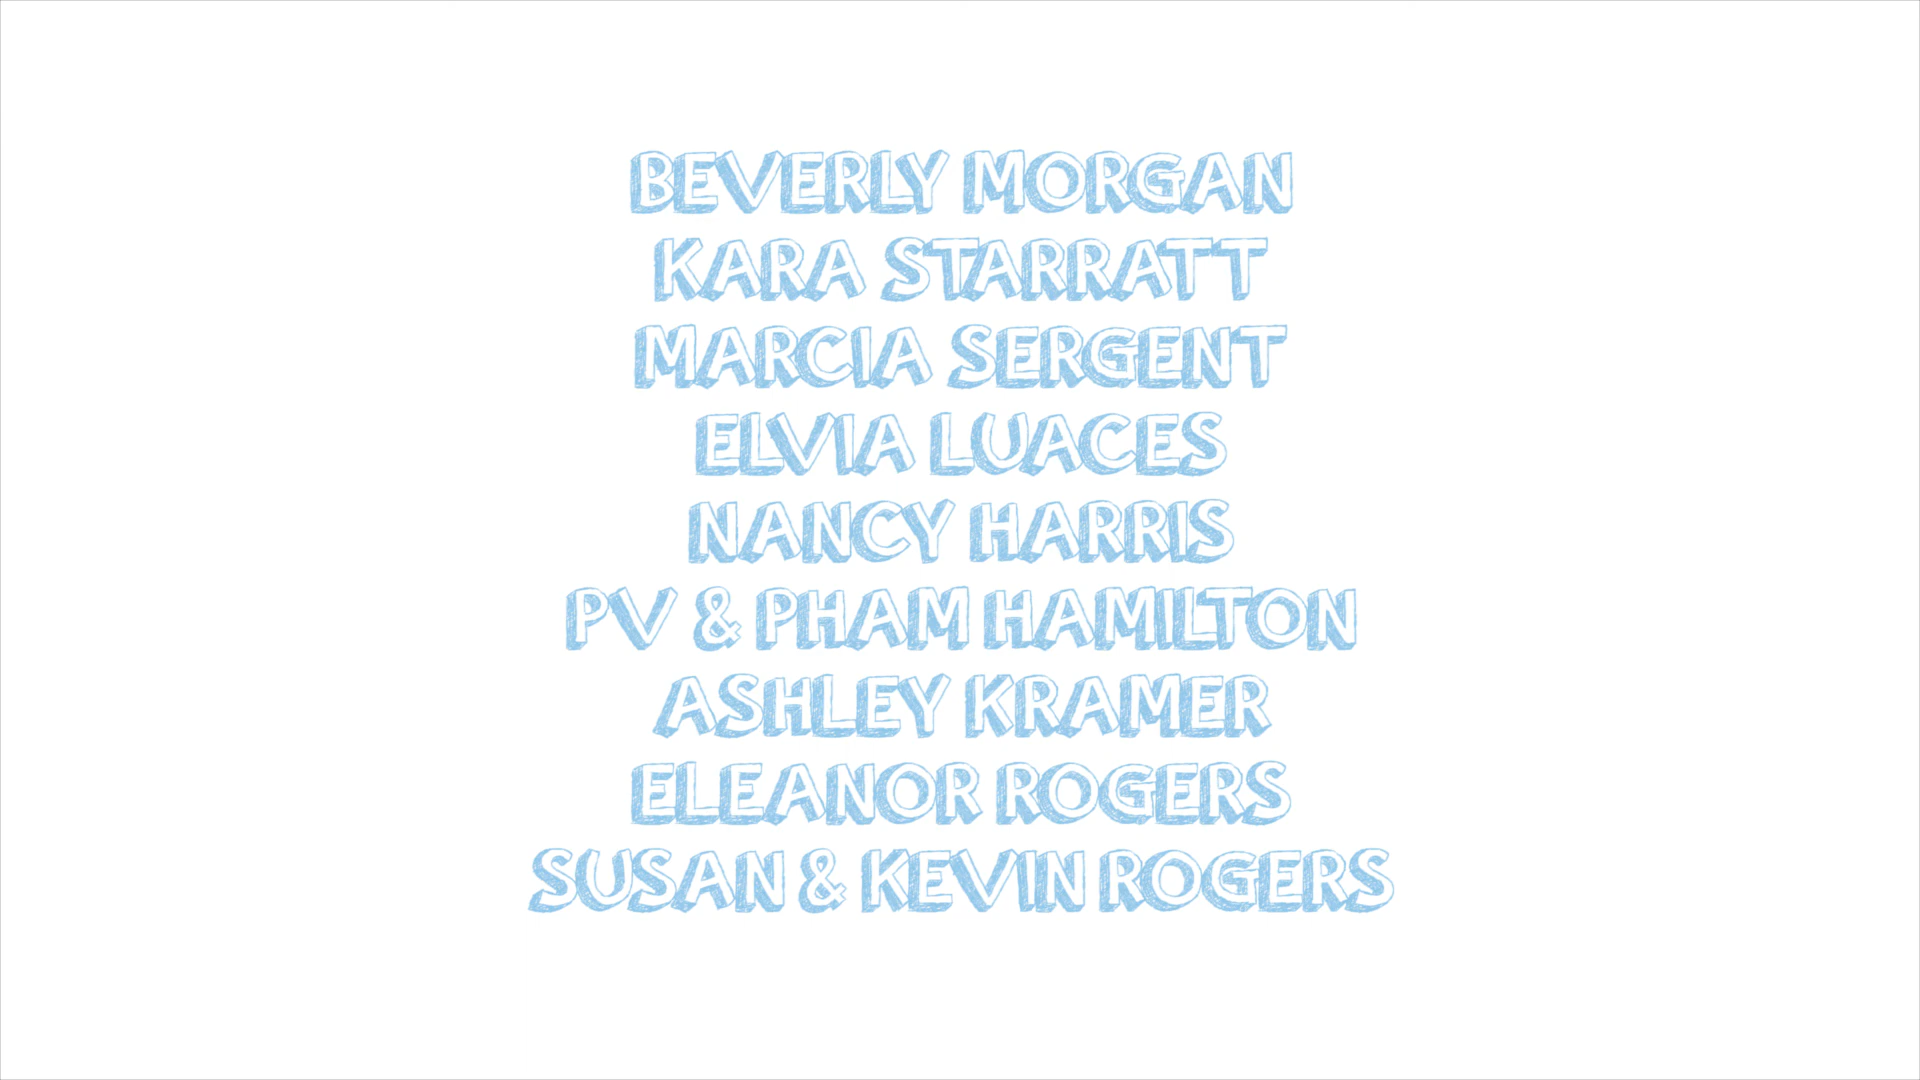 BEVERLY MORGAN
KARA STARRATT
MARCIA SERGENT
ELVIA LUACES
NANCY HARRIS
PV & PHAM HAMILTON
ASHLEY KRAMER
ELEANOR ROGERS
SUSAN & KEVIN ROGERS